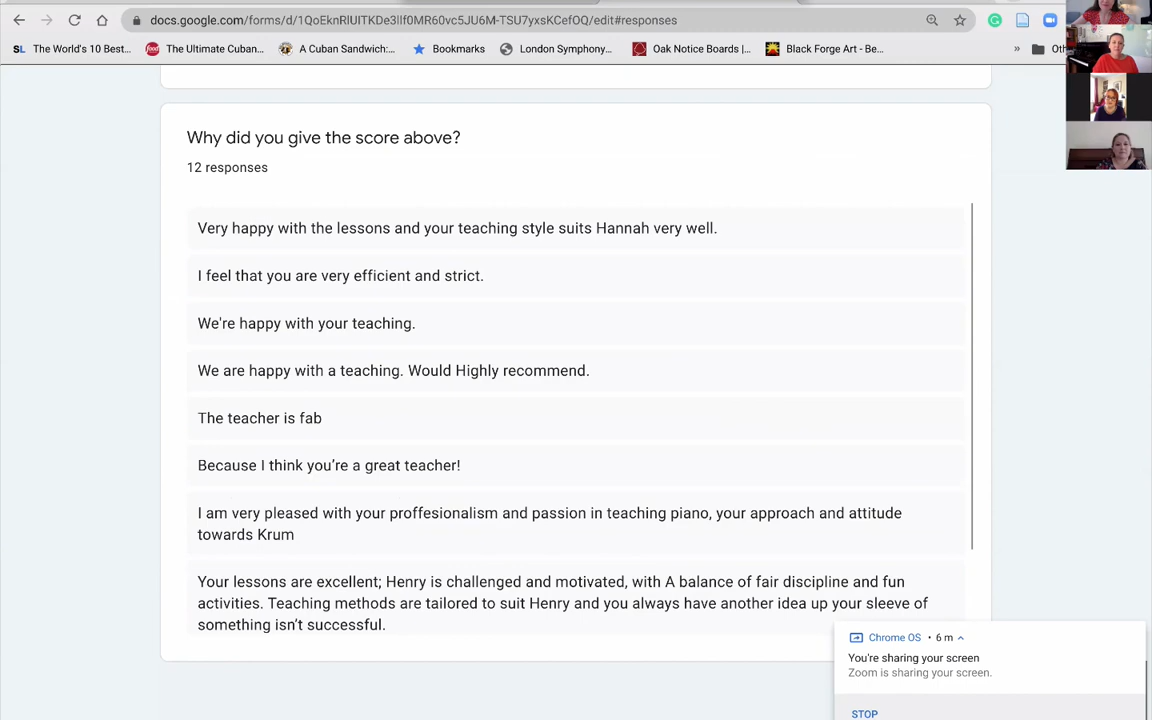 docs.google.com/forms/d/1QoEknRlUITKDe3lIf0MR60vc5JU6M-TSU7yxsKCefOQ/edit#responses
SL The World's 10 Best... The Ultimate Cuban... A Cuban Sandwich:... Bookmarks London Symphony... Oak Notice Boards |... Black Forge Art - Be... » Oth
Why did you give the score above?
12 responses
Very happy with the lessons and your teaching style suits Hannah very well.
I feel that you are very efficient and strict.
We're happy with your teaching.
We are happy with a teaching. Would Highly recommend.
The teacher is fab
Because I think you're a great teacher!
I am very pleased with your proffesionalism and passion in teaching piano, your approach and attitude
towards Krum
Your lessons are excellent; Henry is challenged and motivated, with A balance of fair discipline and fun
activities. Teaching methods are tailored to suit Henry and you always have another idea up your sleeve of
something isn't successful.
Chrome OS • 6 m
You're sharing your screen
Zoom is sharing your screen.
STOP